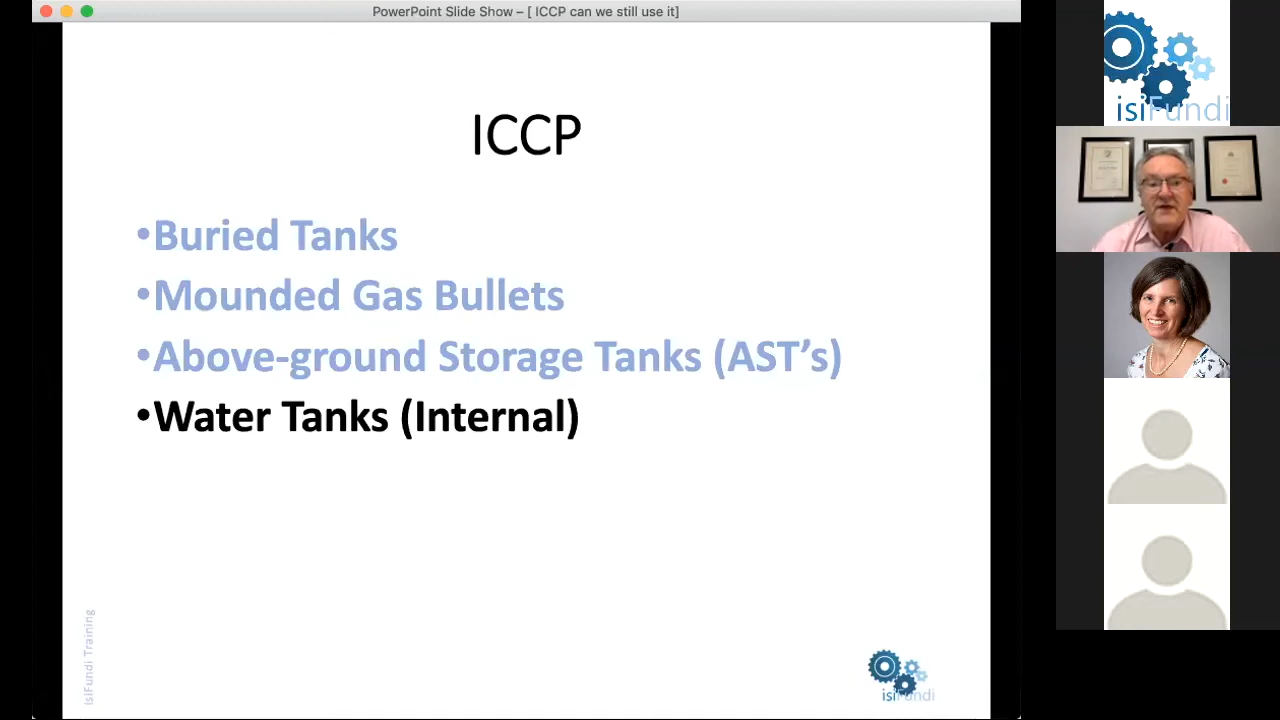 PowerPoint Slide Show – [ ICCP can we still use it]
ICCP
•Buried Tanks
•Mounded Gas Bullets
•Above-ground Storage Tanks (AST’s)
•Water Tanks (Internal)
isiFundi Training
isiFundi
isiFundi